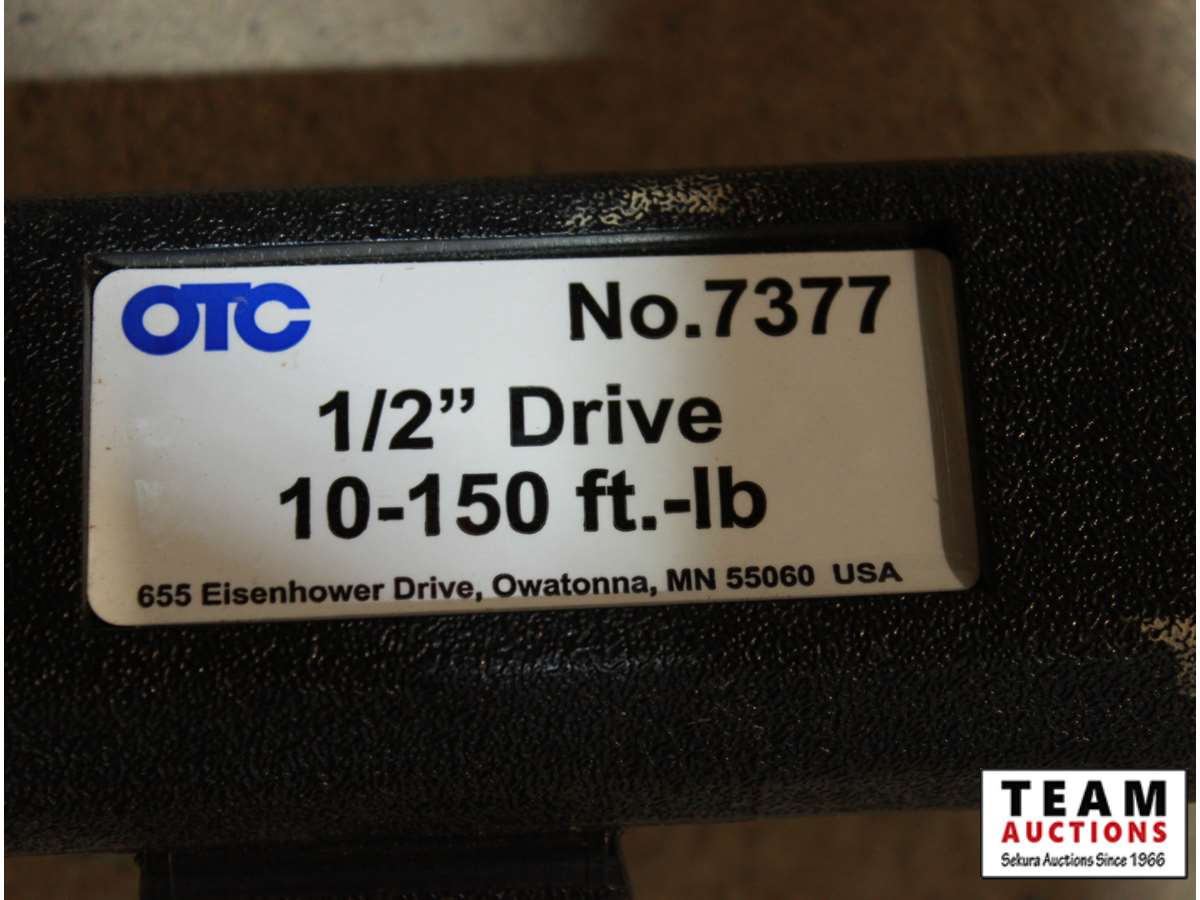 OTC
No.7377
1/2” Drive
10-150 ft.-lb
655 Eisenhower Drive, Owatonna, MN 55060 USA
TEAM
AUCTIONS
Sekura Auctions Since 1966